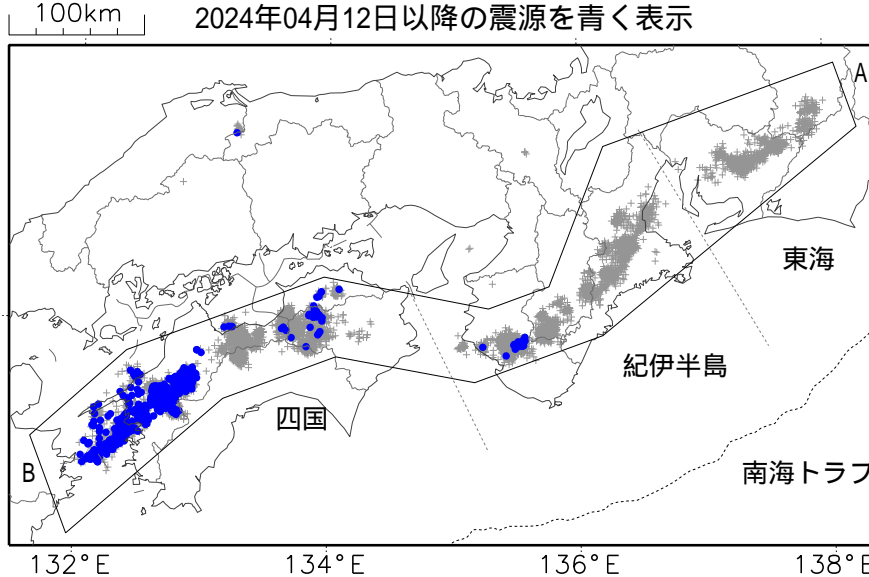 100km
2024年04月12日以降の震源を青く表示
A
東海
紀伊半島
四国
B
南海トラフ
132°E
134°E
136°E
138°E